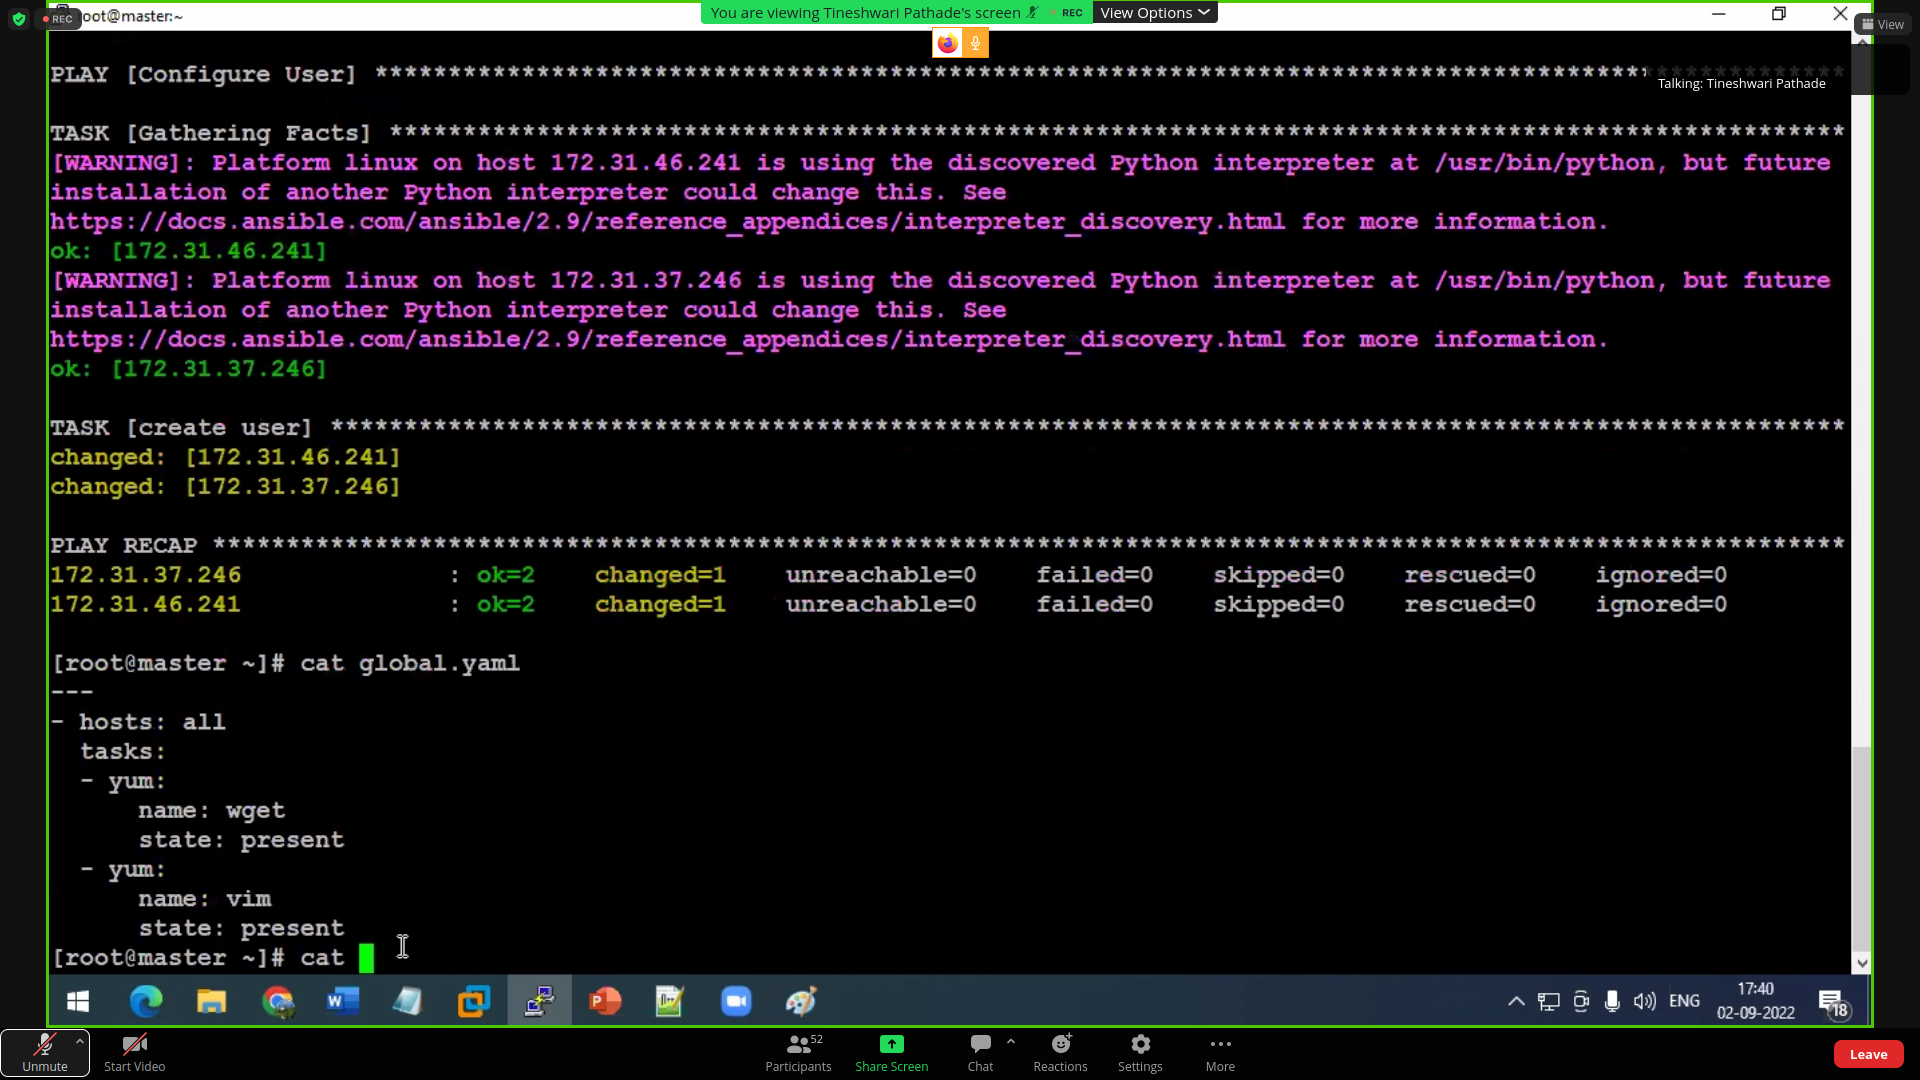 REC
root@master:~
You are viewing Tineshwari Pathade's screen REC
View Options
View
Talking: Tineshwari Pathade
PLAY [Configure User] ****************************************************************************************************
TASK [Gathering Facts] ***************************************************************************************************
[WARNING]: Platform linux on host 172.31.46.241 is using the discovered Python interpreter at /usr/bin/python, but future
installation of another Python interpreter could change this. See
https://docs.ansible.com/ansible/2.9/reference_appendices/interpreter_discovery.html for more information.
ok: [172.31.46.241]
[WARNING]: Platform linux on host 172.31.37.246 is using the discovered Python interpreter at /usr/bin/python, but future
installation of another Python interpreter could change this. See
https://docs.ansible.com/ansible/2.9/reference_appendices/interpreter_discovery.html for more information.
ok: [172.31.37.246]
TASK [create user] *******************************************************************************************************
changed: [172.31.46.241]
changed: [172.31.37.246]
PLAY RECAP ***************************************************************************************************************
172.31.37.246 : ok=2 changed=1 unreachable=0 failed=0 skipped=0 rescued=0 ignored=0
172.31.46.241 : ok=2 changed=1 unreachable=0 failed=0 skipped=0 rescued=0 ignored=0
[root@master ~]# cat global.yaml
---
- hosts: all
  tasks:
  - yum:
      name: wget
      state: present
  - yum:
      name: vim
      state: present
[root@master ~]# cat
ENG
17:40
02-09-2022
18
Unmute
Start Video
Participants 52
Share Screen
Chat
Reactions
Settings
More
Leave